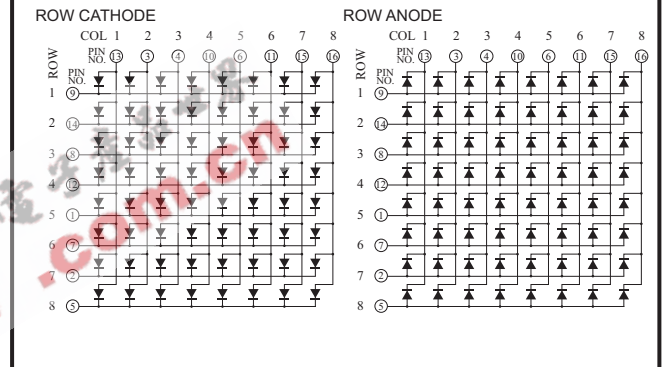 ROW CATHODE
COL 1 2 3 4 5 6 7 8
PIN NO. 13 3 4 10 6 11 15 16
ROW
PIN NO.
1 9
2 14
3 8
4 12
5 1
6 7
7 2
8 5
ROW ANODE
COL 1 2 3 4 5 6 7 8
PIN NO. 13 3 4 10 6 11 15 16
ROW
PIN NO.
1 9
2 14
3 8
4 12
5 1
6 7
7 2
8 5
.com.cn